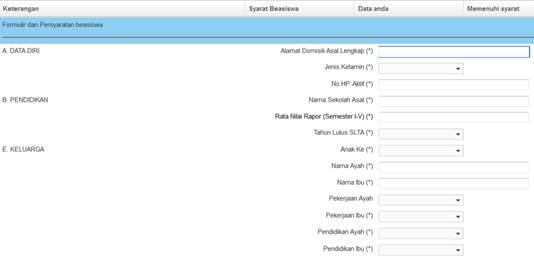 Keterangan Syarat Beasiswa Data anda Memenuhi syarat
Formulir dan Persyaratan beasiswa
A. DATA DIRI Alamat Domisili Asal Lengkap (*)
Jenis Kelamin (*)
No.HP. Aktif (*)
B. PENDIDIKAN Nama Sekolah Asal (*)
Rata Nilai Rapor (Semester I-V) (*)
Tahun Lulus SLTA (*)
E. KELUARGA Anak Ke (*)
Nama Ayah (*)
Nama Ibu (*)
Pekerjaan Ayah
Pekerjaan Ibu (*)
Pendidikan Ayah (*)
Pendidikan Ibu (*)